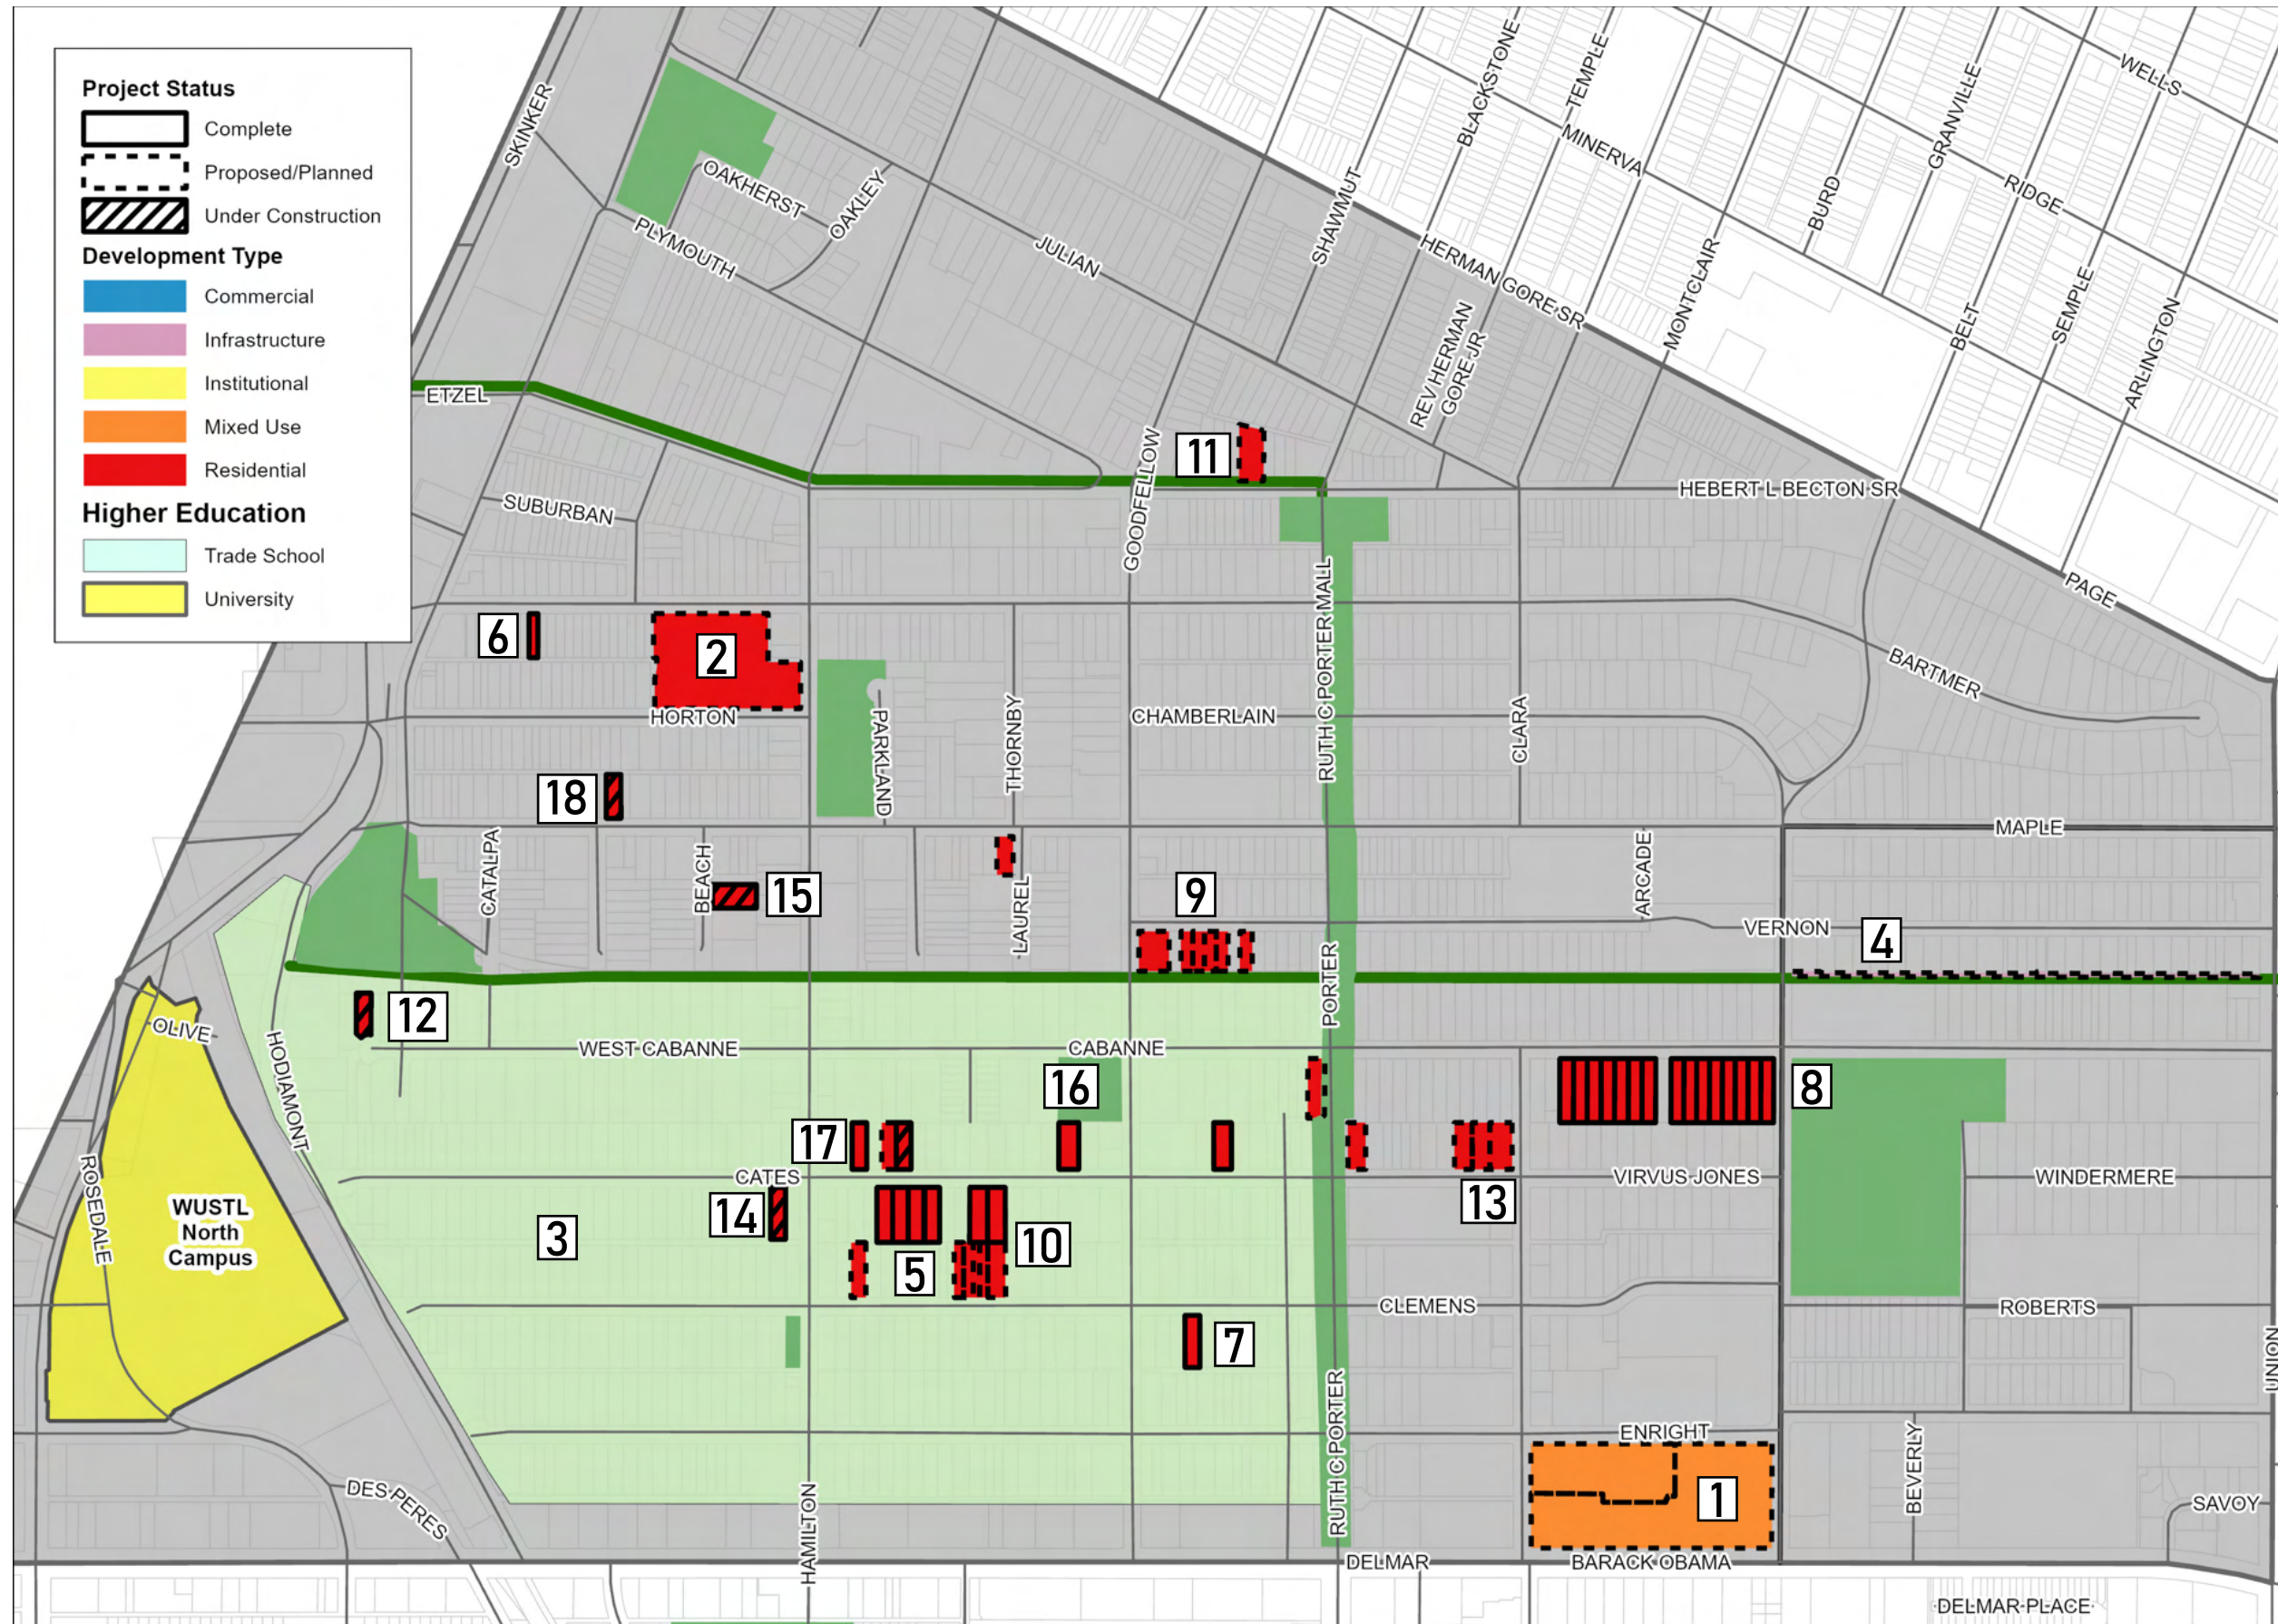 Project Status
Complete
Proposed/Planned
Under Construction
Development Type
Commercial
Infrastructure
Institutional
Mixed Use
Residential
Higher Education
Trade School
University
SKINKER
BLACKSTONE
TEMPLE
WELLS
MINERVA
GRANVILLE
OAKHERST
OAKLEY
SHAWMUT
BURD
RIDGE
PLYMOUTH
JULIAN
HERMAN GORE SR
MONTCLAIR
BELT
SEMPLE
ARLINGTON
REV HERMAN
GORE JR
ETZEL
11
GOODFELLOW
HEBERT L BECTON SR
SUBURBAN
PAGE
6
2
RUTH C PORTER MALL
BARTMER
HORTON
PARKLAND
THORNBY
CHAMBERLAIN
CLARA
18
MAPLE
CATALPA
BEACH
15
LAUREL
9
ARCADE
VERNON
4
PORTER
12
OLIVE
HODIAMONT
WEST CABANNE
CABANNE
16
8
17
ROSEDALE
CATES
VIRVUS JONES
WINDERMERE
WUSTL
North
Campus
14
13
3
10
5
CLEMENS
ROBERTS
7
UNION
RUTH C PORTER
ENRIGHT
BEVERLY
1
DES PERES
HAMILTON
SAVOY
DELMAR
BARACK OBAMA
DELMAR PLACE